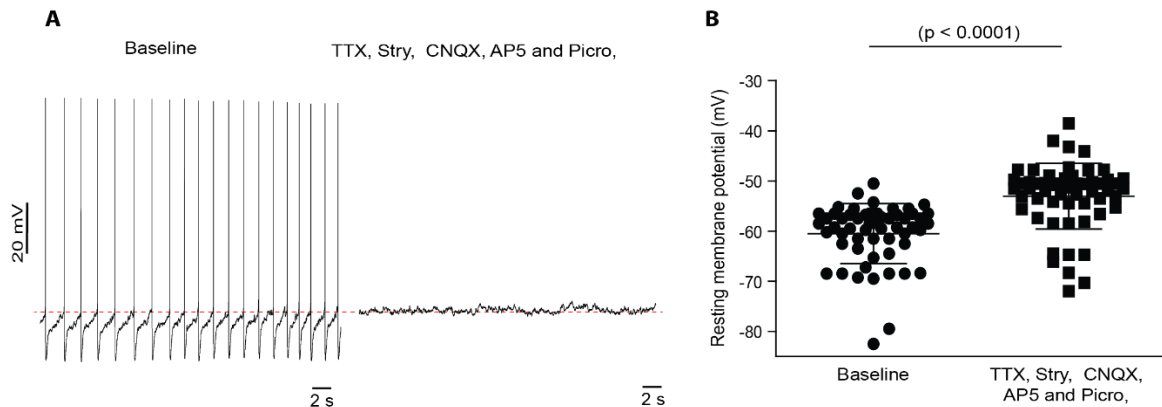 A
Baseline
TTX, Stry, CNQX, AP5 and Picro,
20 mV
2 s
2 s
B
(p < 0.0001)
Resting membrane potential (mV)
-30
-40
-50
-60
-70
-80
Baseline
TTX, Stry, CNQX,
AP5 and Picro,